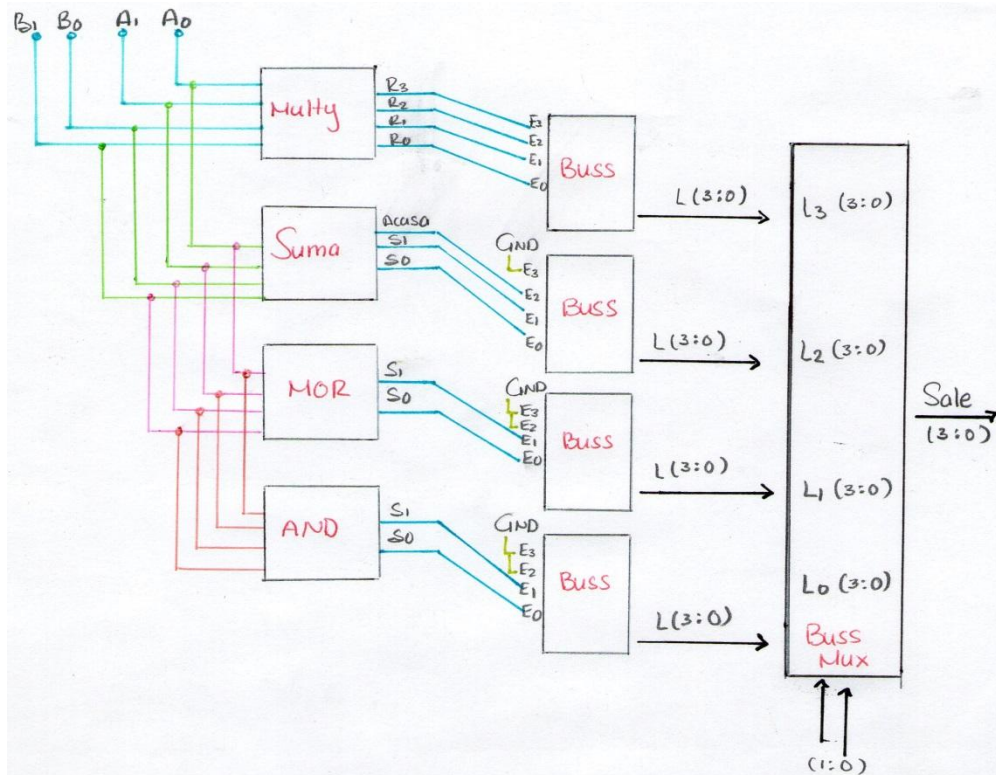 B1 B0 A1 A0
Multy
R3
R2
R1
R0
E3
E2
E1
E0
Buss
L (3:0)
L3 (3:0)
Suma
Acasa
S1
S0
GND
E3
E2
E1
E0
Buss
L(3:0)
L2 (3:0)
MOR
S1
S0
GND
E3
E2
E1
E0
Buss
L(3:0)
L1 (3:0)
Sale
(3:0)
AND
S1
S0
GND
E3
E2
E1
E0
Buss
L(3:0)
L0 (3:0)
Buss
Mux
(1:0)